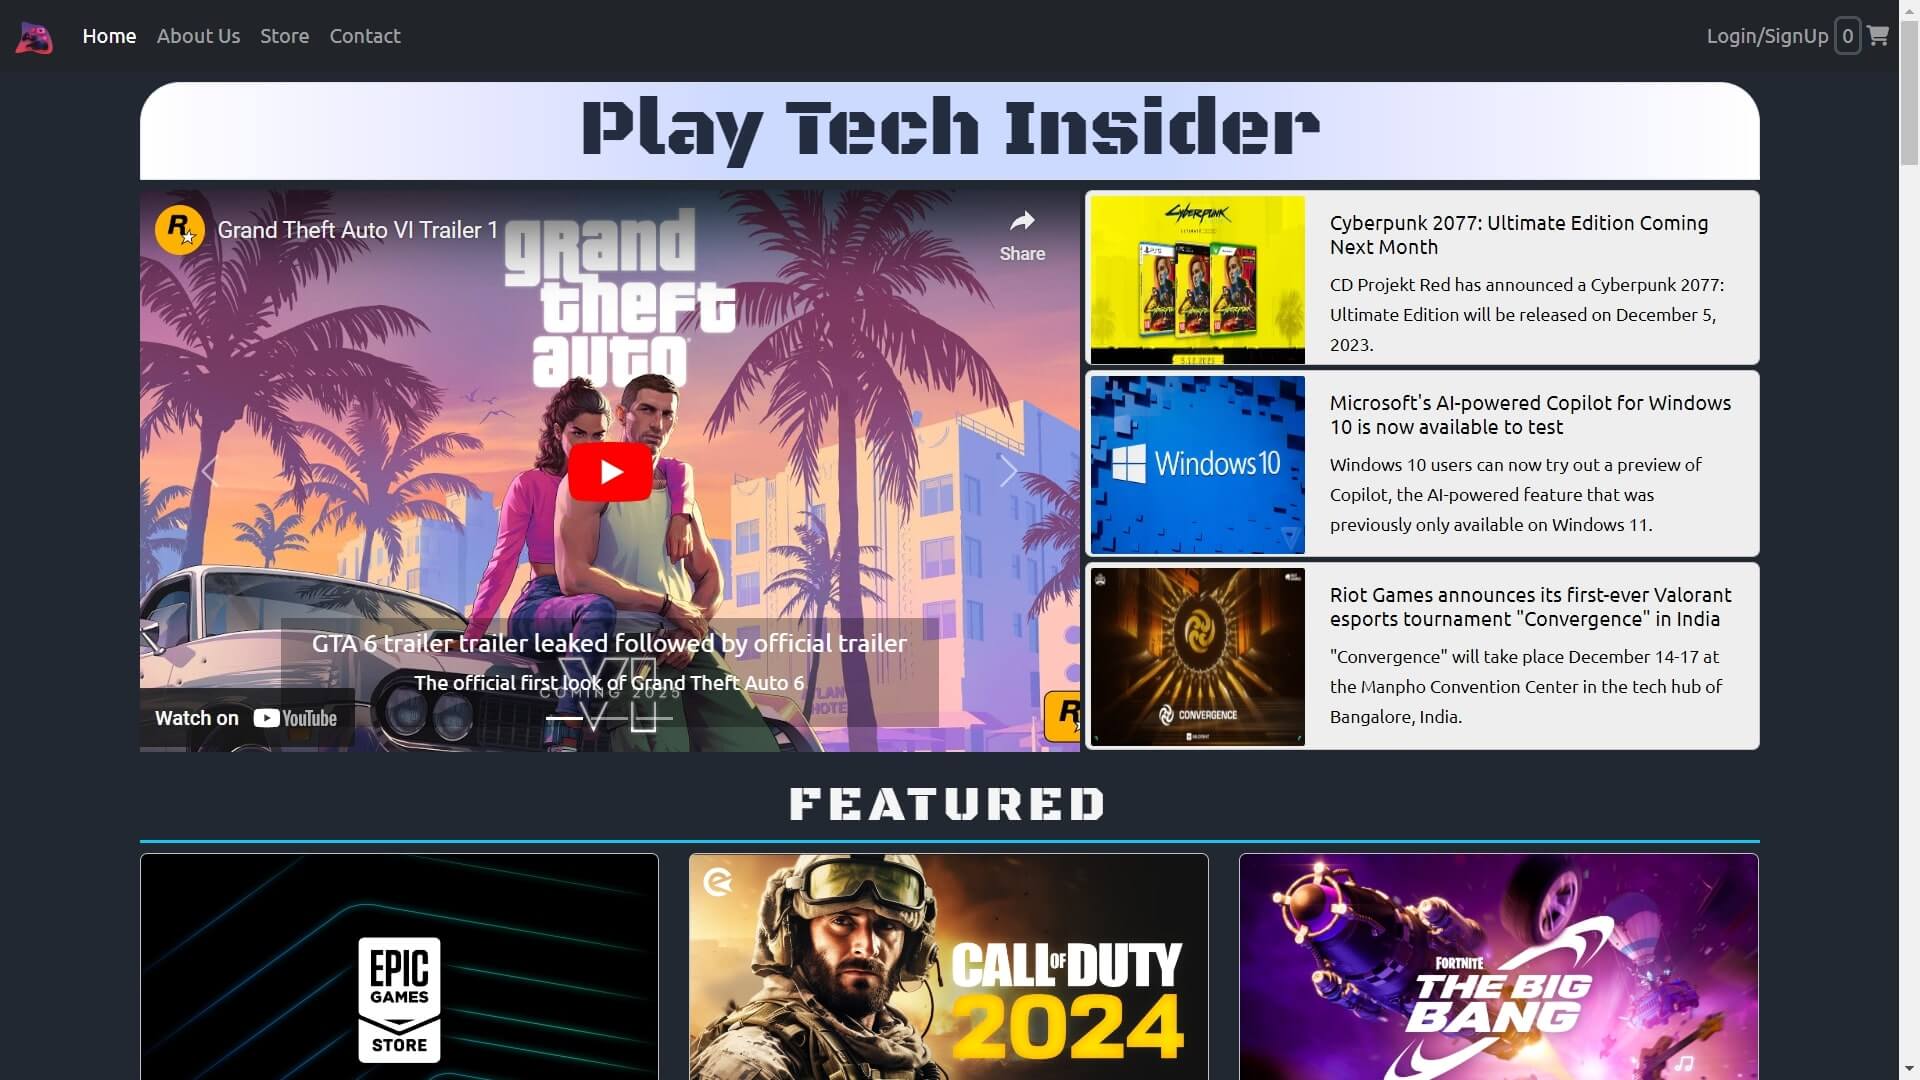 Home About Us Store Contact Login/SignUp 0
Play Tech Insider
Grand Theft Auto VI Trailer 1
Share
grand
theft
auto
GTA 6 trailer trailer leaked followed by official trailer
The official first look of Grand Theft Auto 6
VI
COMING 2025
Watch on YouTube
Cyberpunk
ULTIMATE EDITION
5.12.2023
Cyberpunk 2077: Ultimate Edition Coming
Next Month
CD Projekt Red has announced a Cyberpunk 2077:
Ultimate Edition will be released on December 5,
2023.
Windows 10
Microsoft's AI-powered Copilot for Windows
10 is now available to test
Windows 10 users can now try out a preview of
Copilot, the AI-powered feature that was
previously only available on Windows 11.
CONVERGENCE
Riot Games announces its first-ever Valorant
esports tournament "Convergence" in India
"Convergence" will take place December 14-17 at
the Manpho Convention Center in the tech hub of
Bangalore, India.
FEATURED
EPIC
GAMES
STORE
CALL OF DUTY
2024
FORTNITE
THE BIG
BANG